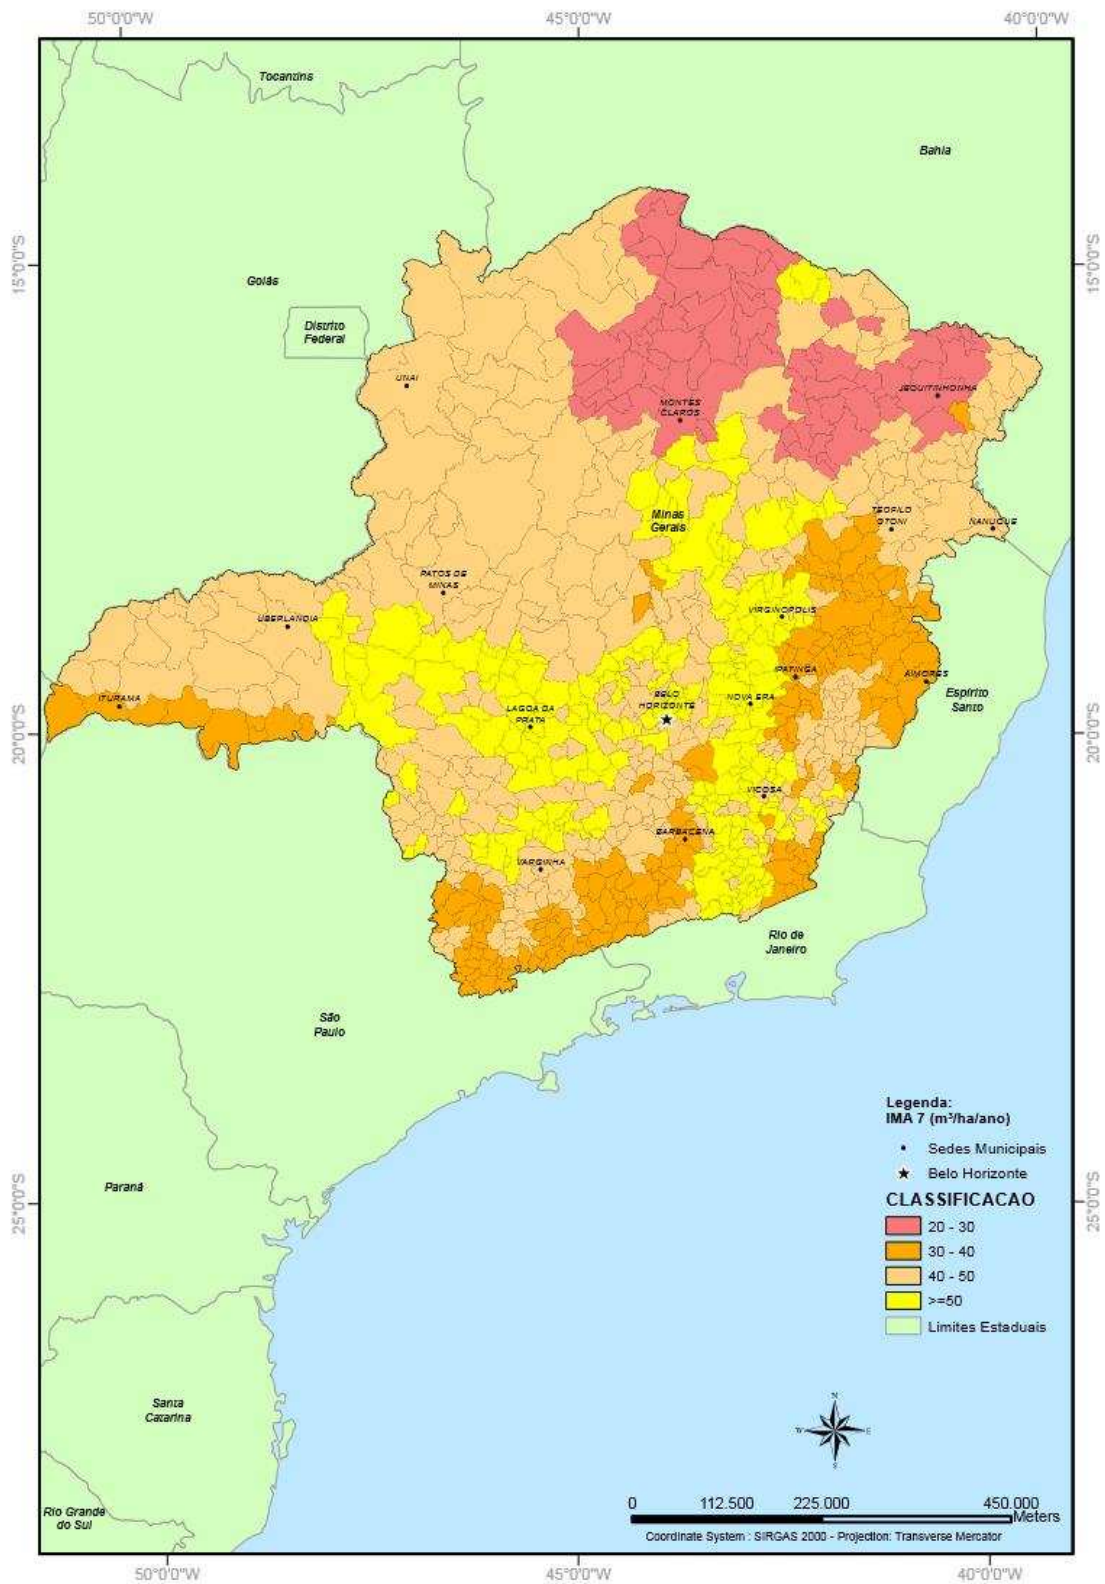 50°0'0"W 45°0'0"W 40°0'0"W
Tocantins
Bahia
15°0'0"S
15°0'0"S
Goiás
Distrito
Federal
UNAI
JEQUITINHONHA
MONTES
CLAROS
Minas
Gerais
TEOFILO
OTONI
NANUQUE
PATOS DE
MINAS
UBERLANDIA
VIRGINOPOLIS
IPATINGA
AIMORES
ITURAMA
BELO
HORIZONTE
NOVA ERA
LAGOA DA
PRATA
Espírito
Santo
20°0'0"S
20°0'0"S
VICOSA
BARBACENA
VARGINHA
Rio de
Janeiro
São
Paulo
Legenda:
IMA 7 (m³/ha/ano)
Sedes Municipais
Belo Horizonte
CLASSIFICACAO
20 - 30
30 - 40
40 - 50
>=50
Limites Estaduais
Paraná
25°0'0"S
25°0'0"S
Santa
Catarina
N
W E
S
Rio Grande
do Sul
0 112.500 225.000 450.000
Meters
Coordinate System : SIRGAS 2000 - Projection: Transverse Mercator
50°0'0"W 45°0'0"W 40°0'0"W